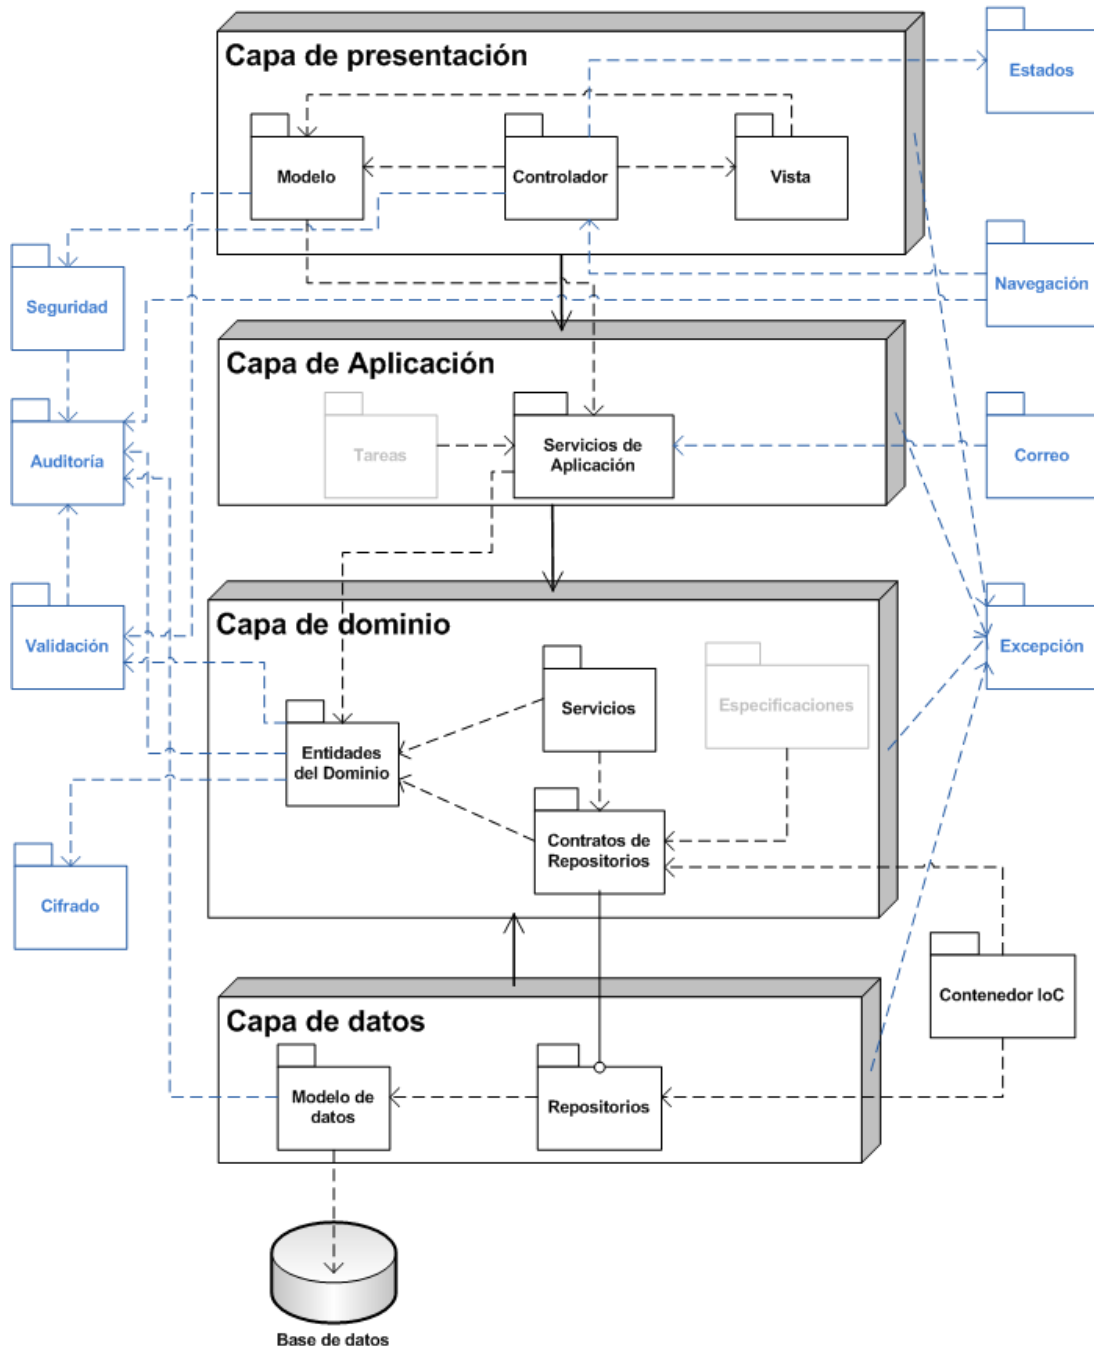 Capa de presentación
Estados
Modelo
Controlador
Vista
Seguridad
Navegación
Capa de Aplicación
Tareas
Servicios de
Aplicación
Auditoría
Correo
Capa de dominio
Validación
Excepción
Servicios
Especificaciones
Entidades
del Dominio
Contratos de
Repositorios
Cifrado
Contenedor IoC
Capa de datos
Modelo de
datos
Repositorios
Base de datos